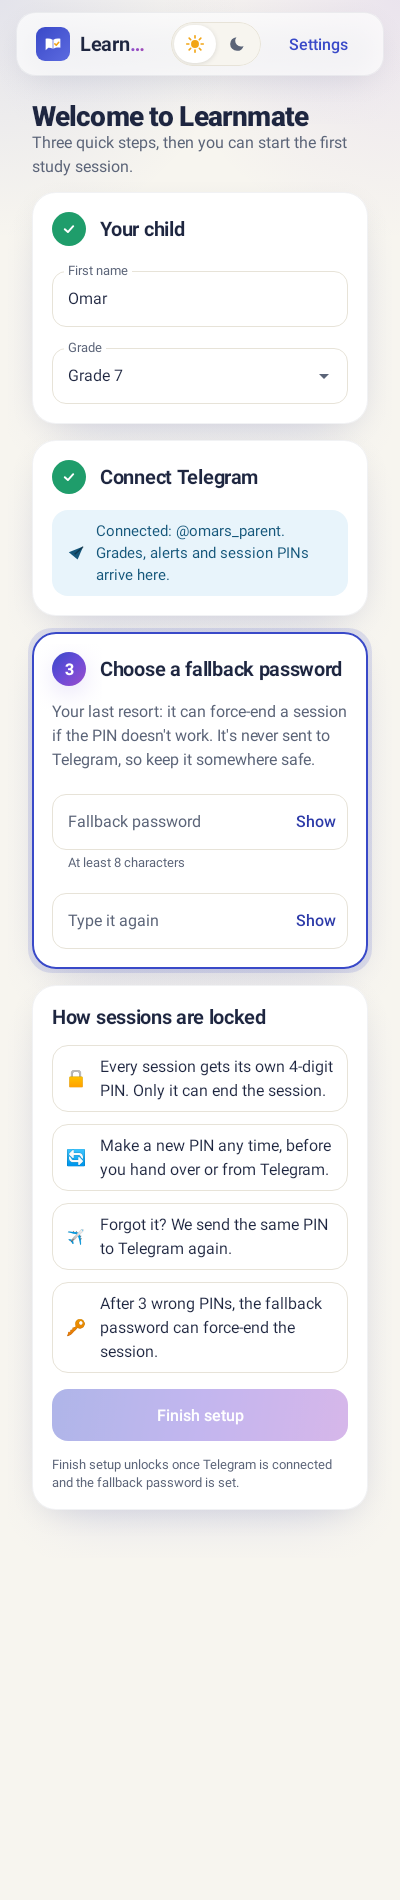 Learn...
Settings
Welcome to Learnmate
Three quick steps, then you can start the first
study session.
Your child
First name
Omar
Grade
Grade 7
Connect Telegram
Connected: @omars_parent.
Grades, alerts and session PINs
arrive here.
3
Choose a fallback password
Your last resort: it can force-end a session
if the PIN doesn't work. It's never sent to
Telegram, so keep it somewhere safe.
Fallback password
Show
At least 8 characters
Type it again
Show
How sessions are locked
Every session gets its own 4-digit
PIN. Only it can end the session.
Make a new PIN any time, before
you hand over or from Telegram.
Forgot it? We send the same PIN
to Telegram again.
After 3 wrong PINs, the fallback
password can force-end the
session.
Finish setup
Finish setup unlocks once Telegram is connected
and the fallback password is set.